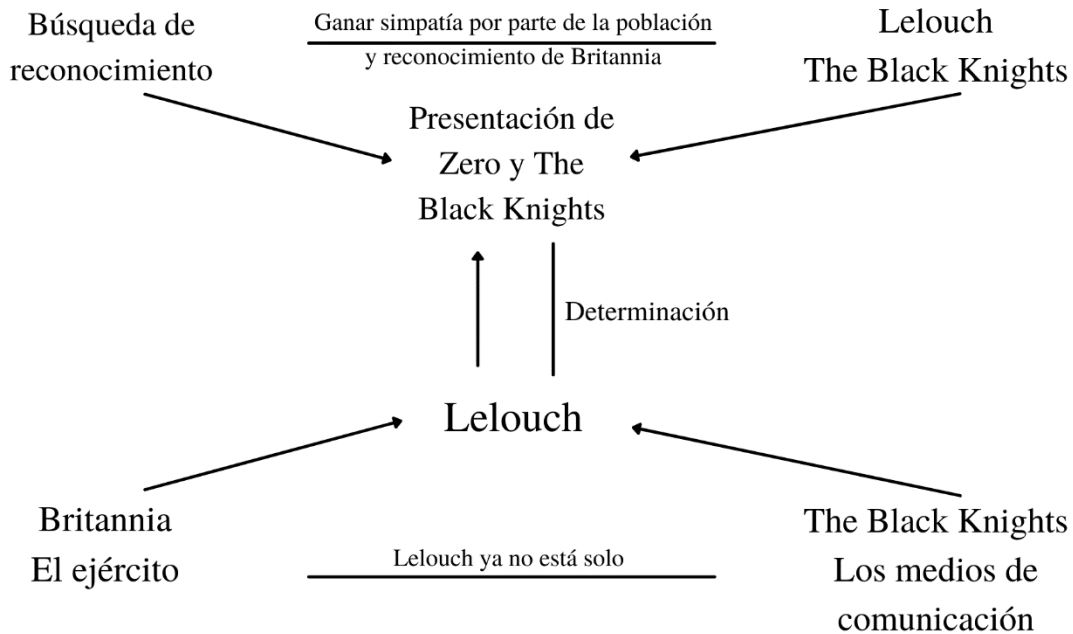 Búsqueda de
reconocimiento
Ganar simpatía por parte de la población
y reconocimiento de Britannia
Lelouch
The Black Knights
Presentación de
Zero y The
Black Knights
Determinación
Lelouch
Britannia
El ejército
Lelouch ya no está solo
The Black Knights
Los medios de
comunicación